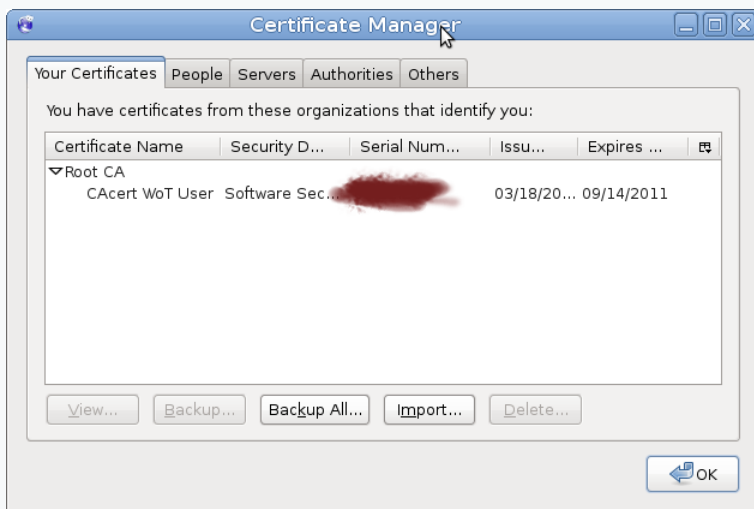 Certificate Manager
Your Certificates People Servers Authorities Others
You have certificates from these organizations that identify you:
Certificate Name Security D... Serial Num... Issu... Expires ...
Root CA
CAcert WoT User Software Sec... 03/18/20... 09/14/2011
View... Backup... Backup All... Import... Delete...
OK